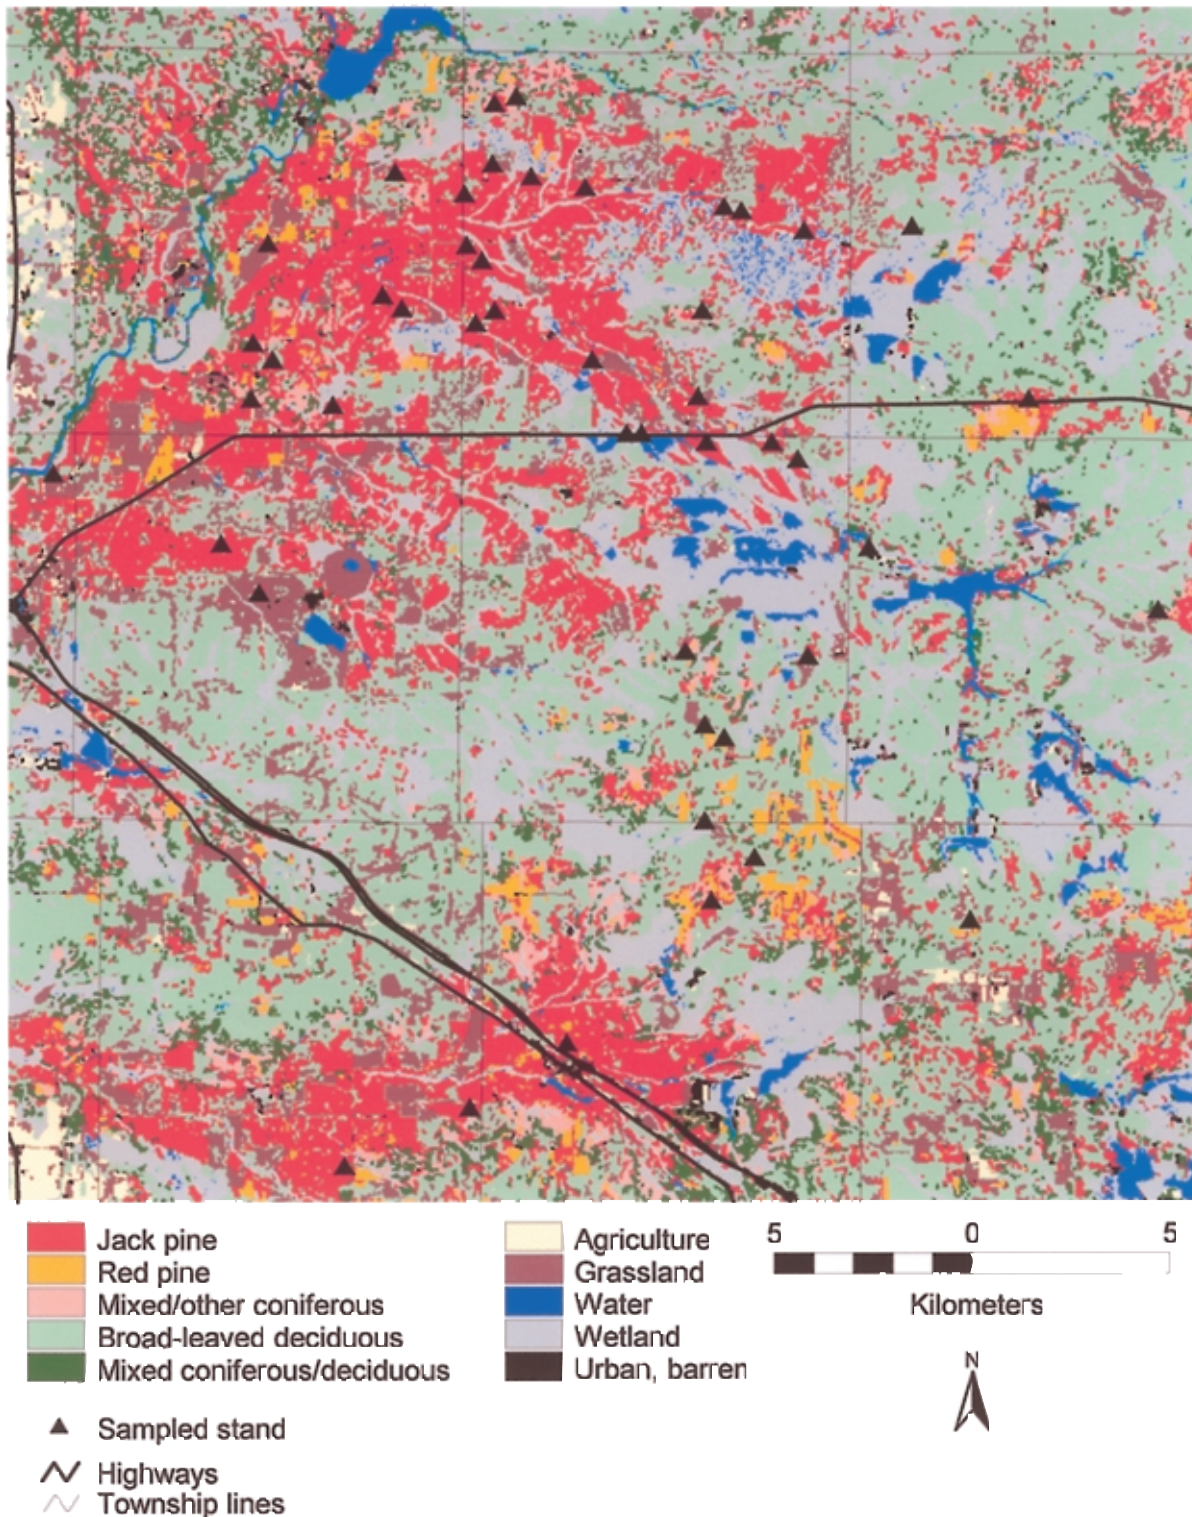 Jack pine
Red pine
Mixed/other coniferous
Broad-leaved deciduous
Mixed coniferous/deciduous
Sampled stand
Highways
Township lines
Agriculture
Grassland
Water
Wetland
Urban, barren
5 0 5
Kilometers
N